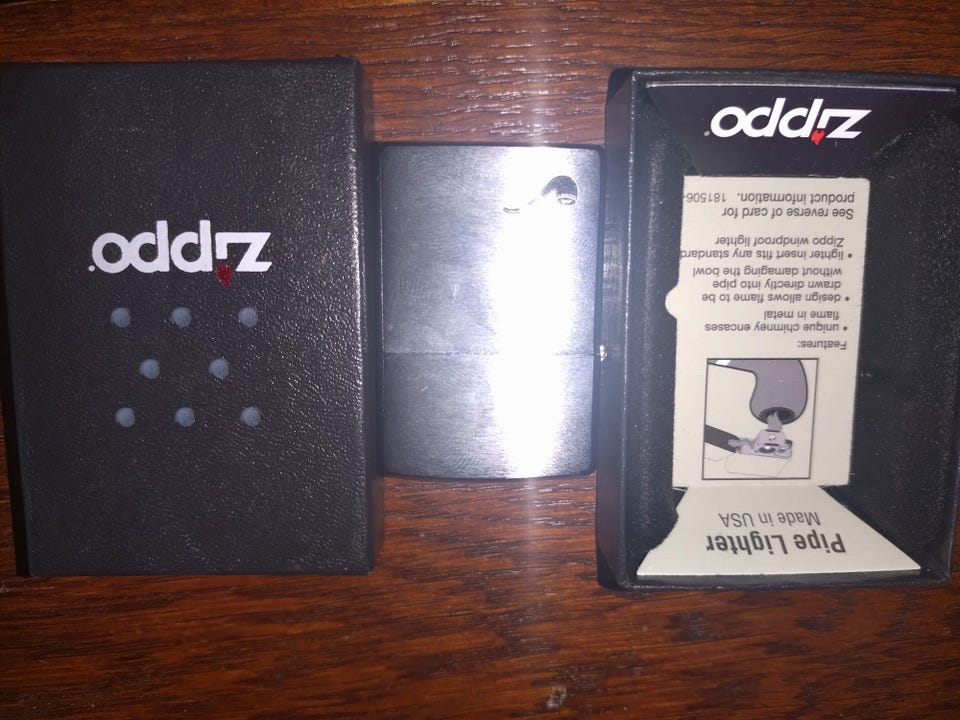 zippo
Pipe Lighter
Made in USA
Features:
• unique chimney encases
flame in metal
• design allows flame to be
drawn directly into pipe
without damaging the bowl
• lighter insert fits any standard
Zippo windproof lighter
See reverse of card for
product information. 181506
zippo